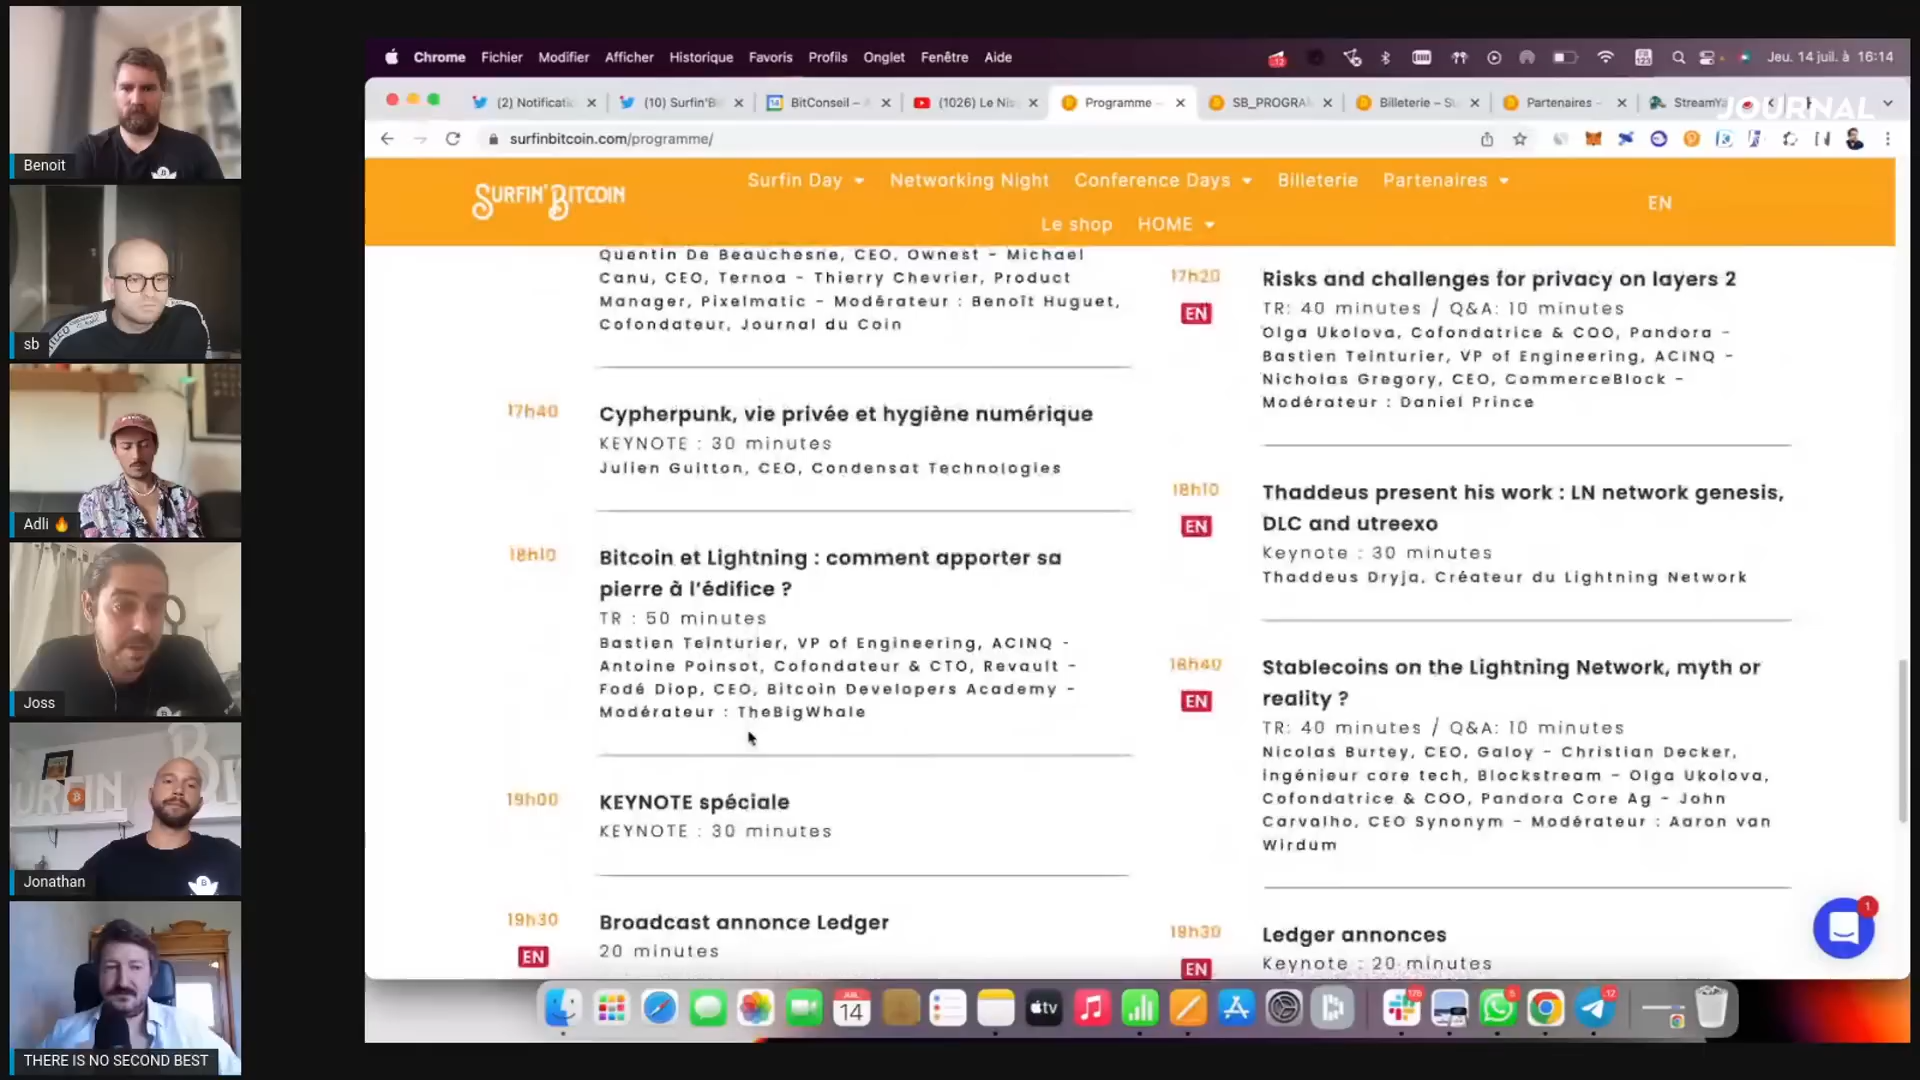 Benoit
sb
Adli 🔥
Joss
Jonathan
THERE IS NO SECOND BEST
Chrome Fichier Modifier Afficher Historique Favoris Profils Onglet Fenêtre Aide
Jeu. 14 juil. à 16:14
(2) Notificati
(10) Surfin'B
BitConseil –
(1026) Le Nis
Programme –
SB_PROGRA
Billeterie – S
Partenaires –
StreamYa
JOURNAL
surfinbitcoin.com/programme/
SURFIN' BITCOIN
Surfin Day Networking Night Conference Days Billeterie Partenaires
Le shop HOME
EN
Quentin De Beauchesne, CEO, Ownest – Michael
Canu, CEO, Ternoa – Thierry Chevrier, Product
Manager, Pixelmatic – Modérateur : Benoît Huguet,
Cofondateur, Journal du Coin
17h40
Cypherpunk, vie privée et hygiène numérique
KEYNOTE : 30 minutes
Julien Guitton, CEO, Condensat Technologies
18h10
Bitcoin et Lightning : comment apporter sa
pierre à l'édifice ?
TR : 50 minutes
Bastien Teinturier, VP of Engineering, ACINQ –
Antoine Poinsot, Cofondateur & CTO, Revault –
Fodé Diop, CEO, Bitcoin Developers Academy –
Modérateur : TheBigWhale
19h00
KEYNOTE spéciale
KEYNOTE : 30 minutes
19h30
EN
Broadcast annonce Ledger
20 minutes
17h20
EN
Risks and challenges for privacy on layers 2
TR: 40 minutes / Q&A: 10 minutes
Olga Ukolova, Cofondatrice & COO, Pandora –
Bastien Teinturier, VP of Engineering, ACINQ –
Nicholas Gregory, CEO, CommerceBlock –
Modérateur : Daniel Prince
18h10
EN
Thaddeus present his work : LN network genesis,
DLC and utreexo
Keynote : 30 minutes
Thaddeus Dryja, Créateur du Lightning Network
18h40
EN
Stablecoins on the Lightning Network, myth or
reality ?
TR: 40 minutes / Q&A: 10 minutes
Nicolas Burtey, CEO, Galoy – Christian Decker,
ingénieur core tech, Blockstream – Olga Ukolova,
Cofondatrice & COO, Pandora Core Ag – John
Carvalho, CEO Synonym – Modérateur : Aaron van
Wirdum
19h30
EN
Ledger annonces
Keynote : 20 minutes
1
JUIL.
14
tv